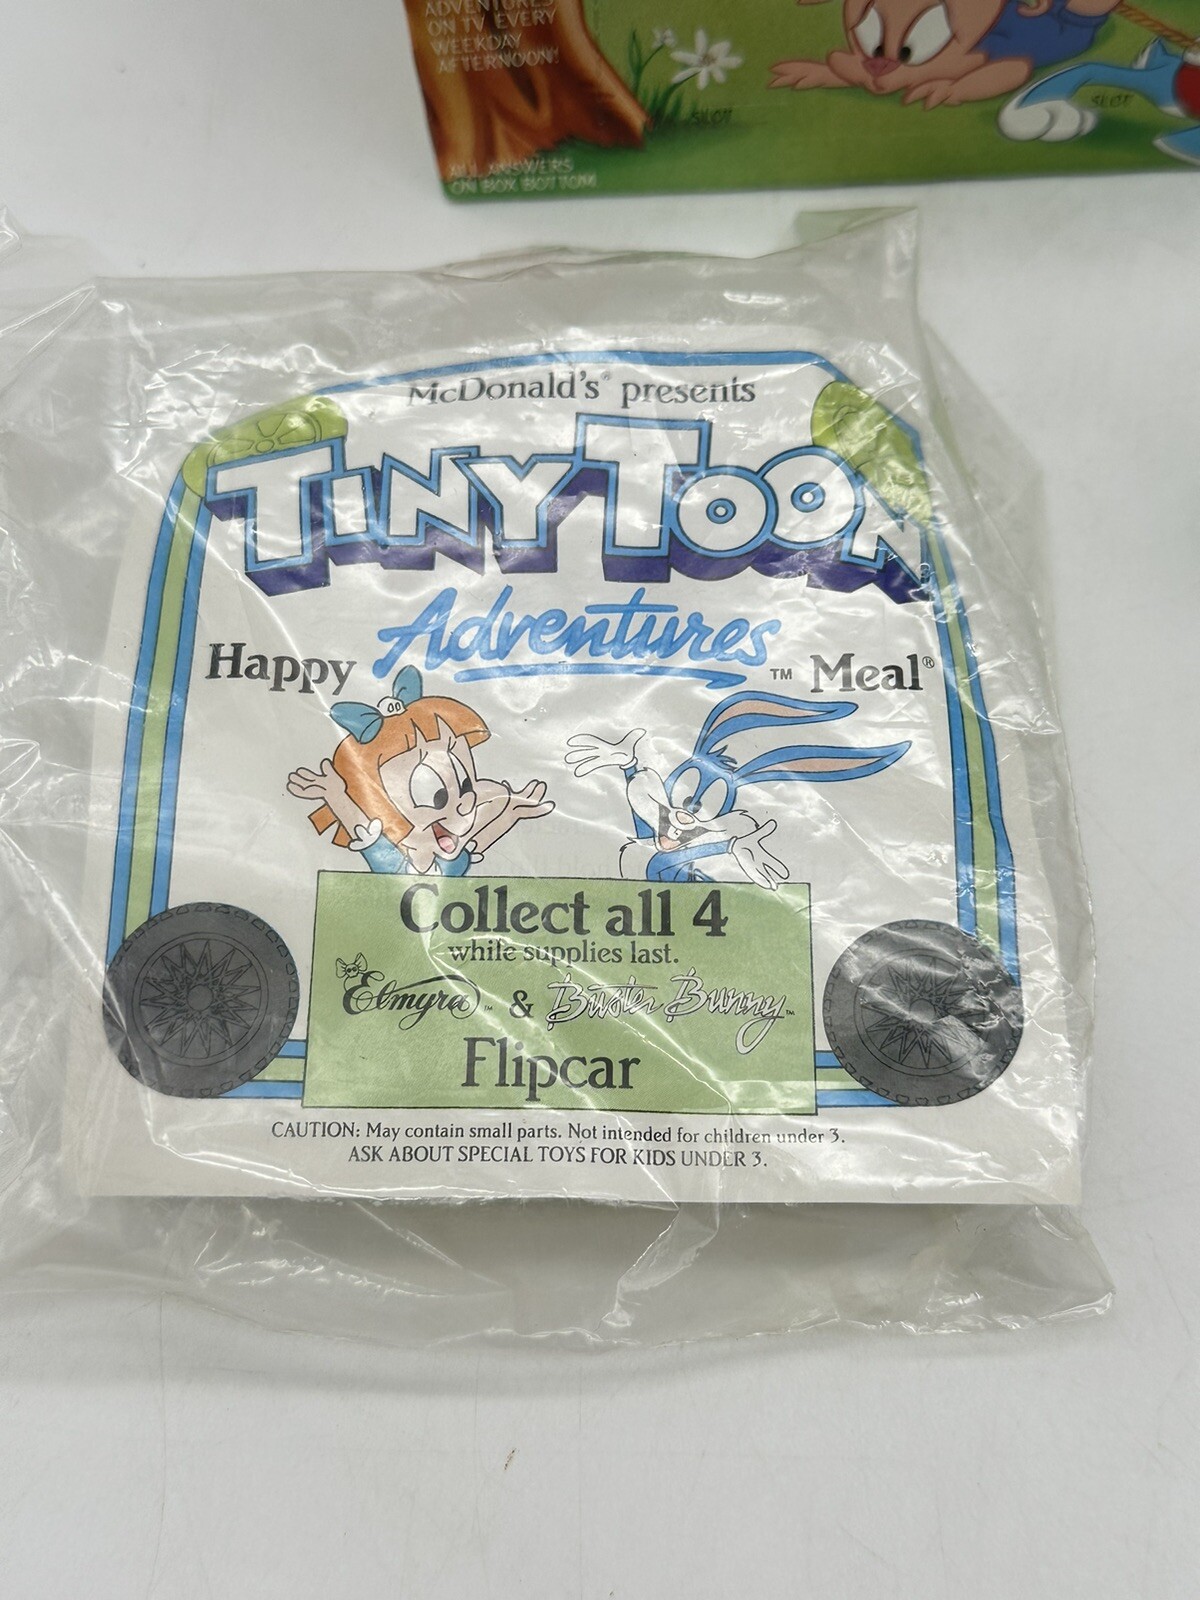 ADVENTURES
ON TV EVERY
WEEKDAY
AFTERNOON!
SLOT
SLOT
ALL ANSWERS
ON BOX BOTTOM
McDonald's® presents
TINY TOON
Adventures™
Happy Meal®
Collect all 4
while supplies last.
Elmyra™ & Buster Bunny™
Flipcar
CAUTION: May contain small parts. Not intended for children under 3.
ASK ABOUT SPECIAL TOYS FOR KIDS UNDER 3.